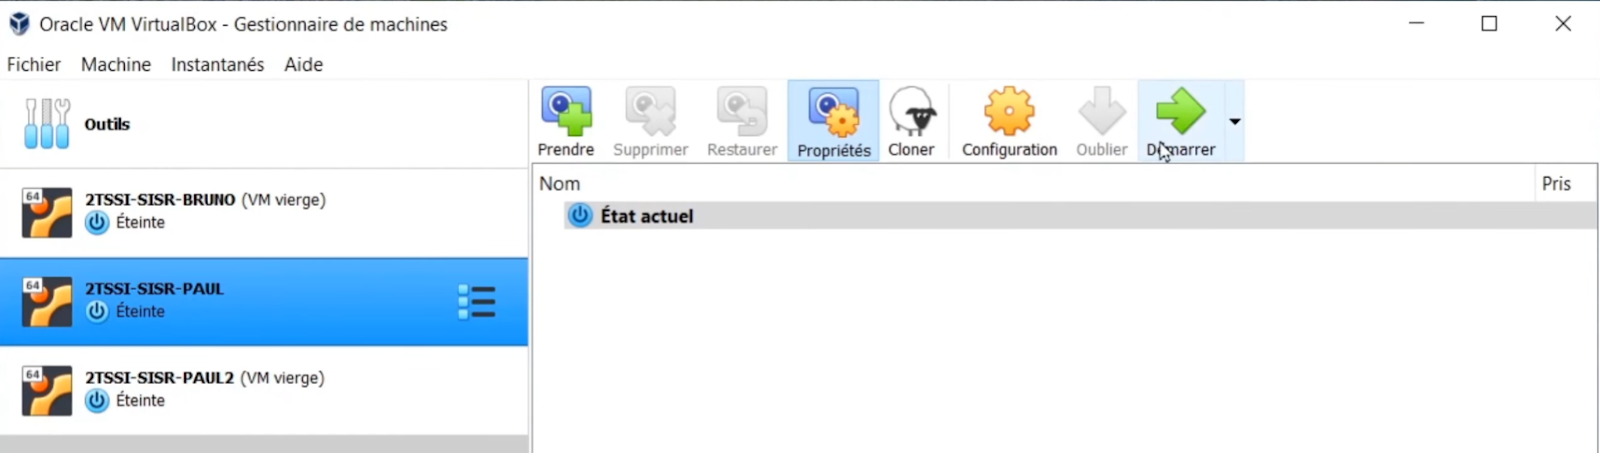 Oracle VM VirtualBox - Gestionnaire de machines
Fichier Machine Instantanés Aide
Outils
Prendre Supprimer Restaurer Propriétés Cloner Configuration Oublier Démarrer
Nom Pris
État actuel
64
2TSSI-SISR-BRUNO (VM vierge)
Éteinte
64
2TSSI-SISR-PAUL
Éteinte
64
2TSSI-SISR-PAUL2 (VM vierge)
Éteinte